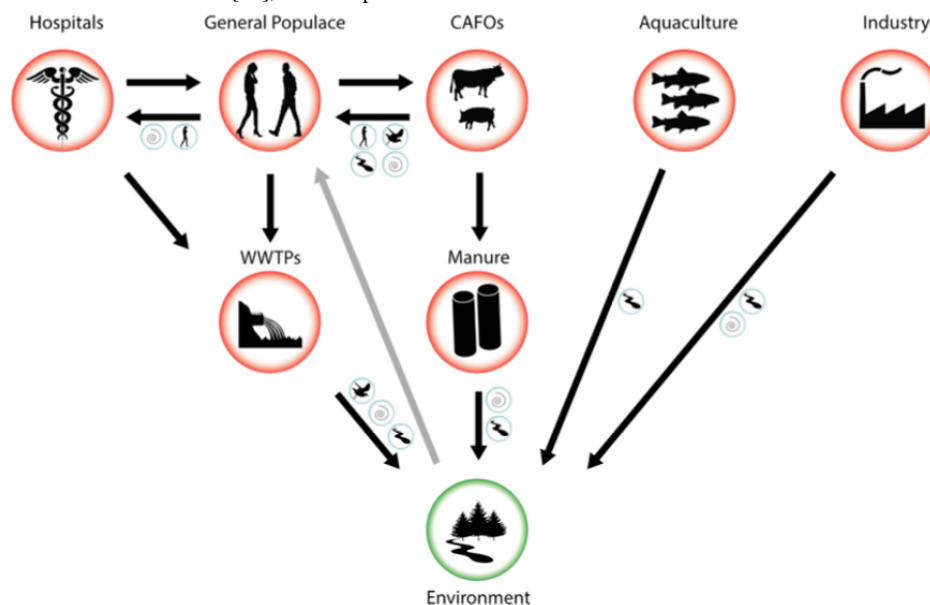 Hospitals
General Populace
CAFOs
Aquaculture
Industry
WWTPs
Manure
Environment